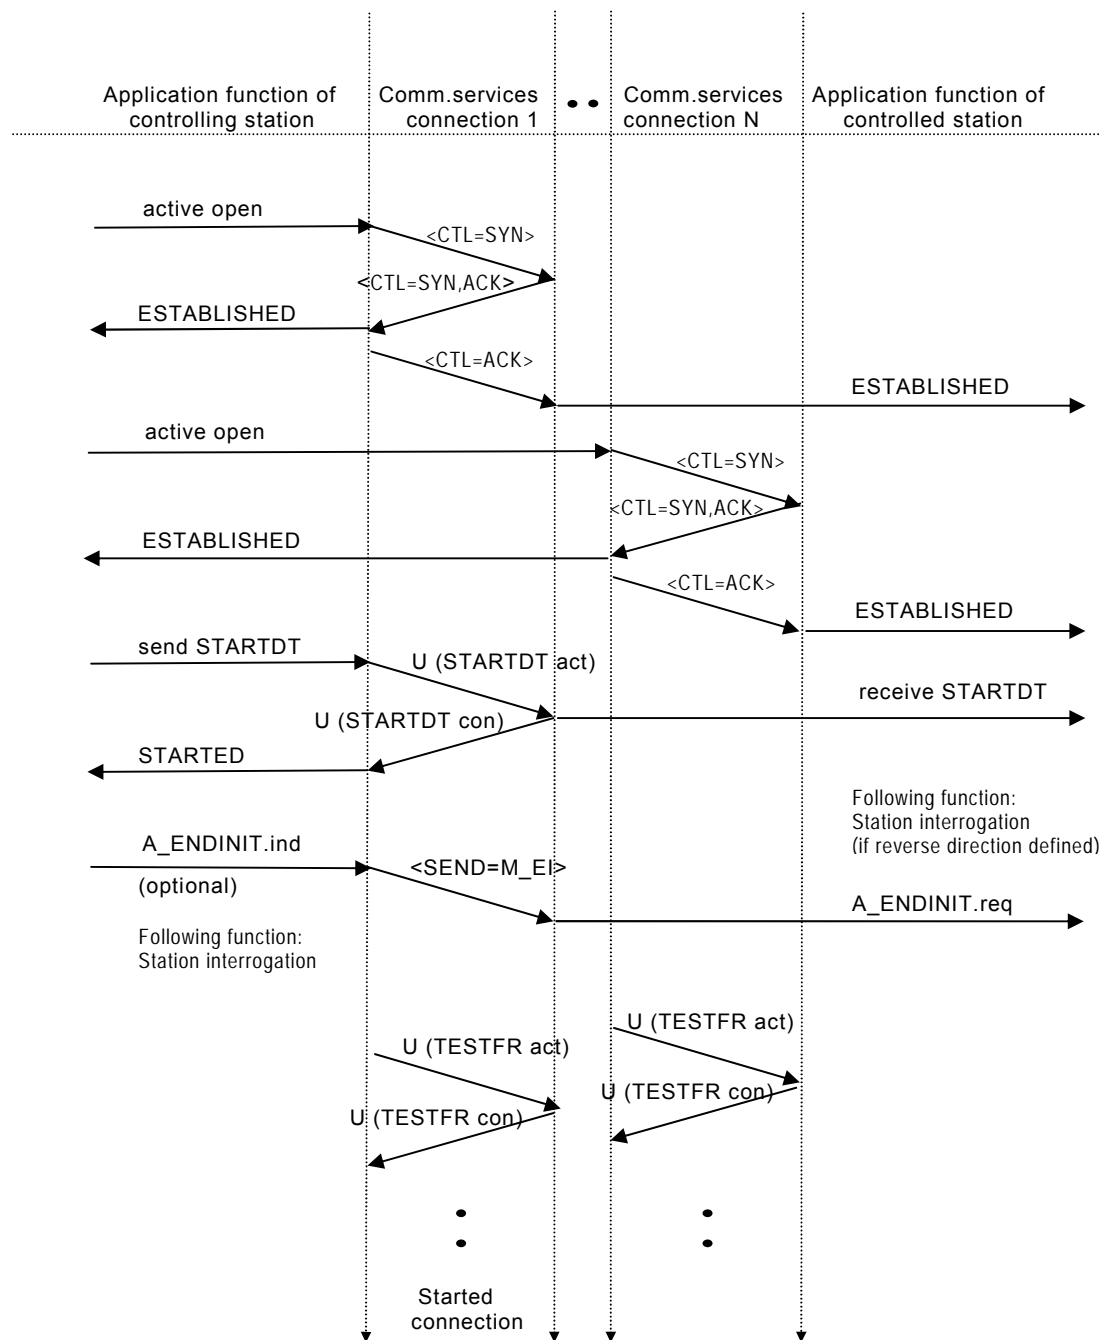 Application function of
controlling station
Comm.services
connection 1
Comm.services
connection N
Application function of
controlled station
active open
<CTL=SYN>
<CTL=SYN,ACK>
ESTABLISHED
<CTL=ACK>
ESTABLISHED
active open
<CTL=SYN>
<CTL=SYN,ACK>
ESTABLISHED
<CTL=ACK>
ESTABLISHED
send STARTDT
U (STARTDT act)
receive STARTDT
U (STARTDT con)
STARTED
Following function:
Station interrogation
(if reverse direction defined)
A_ENDINIT.ind
(optional)
<SEND=M_EI>
A_ENDINIT.req
Following function:
Station interrogation
U (TESTFR act)
U (TESTFR act)
U (TESTFR con)
U (TESTFR con)
Started
connection